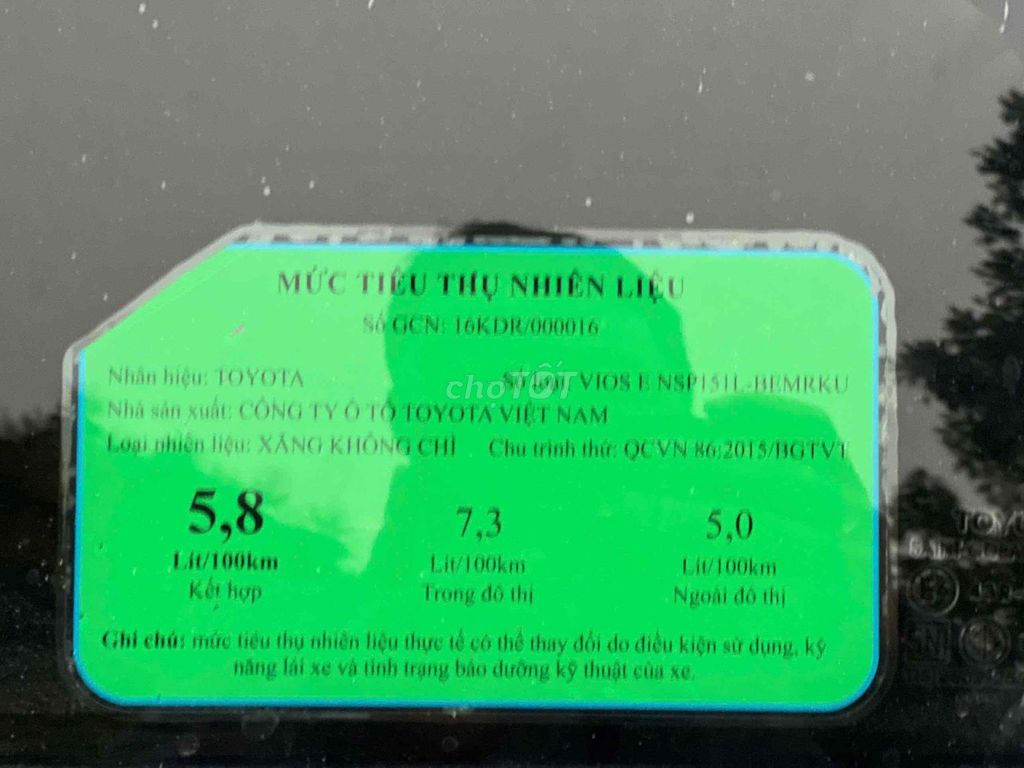 MỨC TIÊU THỤ NHIÊN LIỆU
Số GCN: 16KDR/000016
Nhãn hiệu: TOYOTA
Số loại: VIOS E NSP151L-BEMRKU
choTỐT
Nhà sản xuất: CÔNG TY Ô TÔ TOYOTA VIỆT NAM
Loại nhiên liệu: XĂNG KHÔNG CHÌ Chu trình thử: QCVN 86:2015/BGTVT
5,8 7,3 5,0
Lít/100km Lít/100km Lít/100km
Kết hợp Trong đô thị Ngoài đô thị
Ghi chú: mức tiêu thụ nhiên liệu thực tế có thể thay đổi do điều kiện sử dụng, kỹ
năng lái xe và tình trạng bảo dưỡng kỹ thuật của xe.